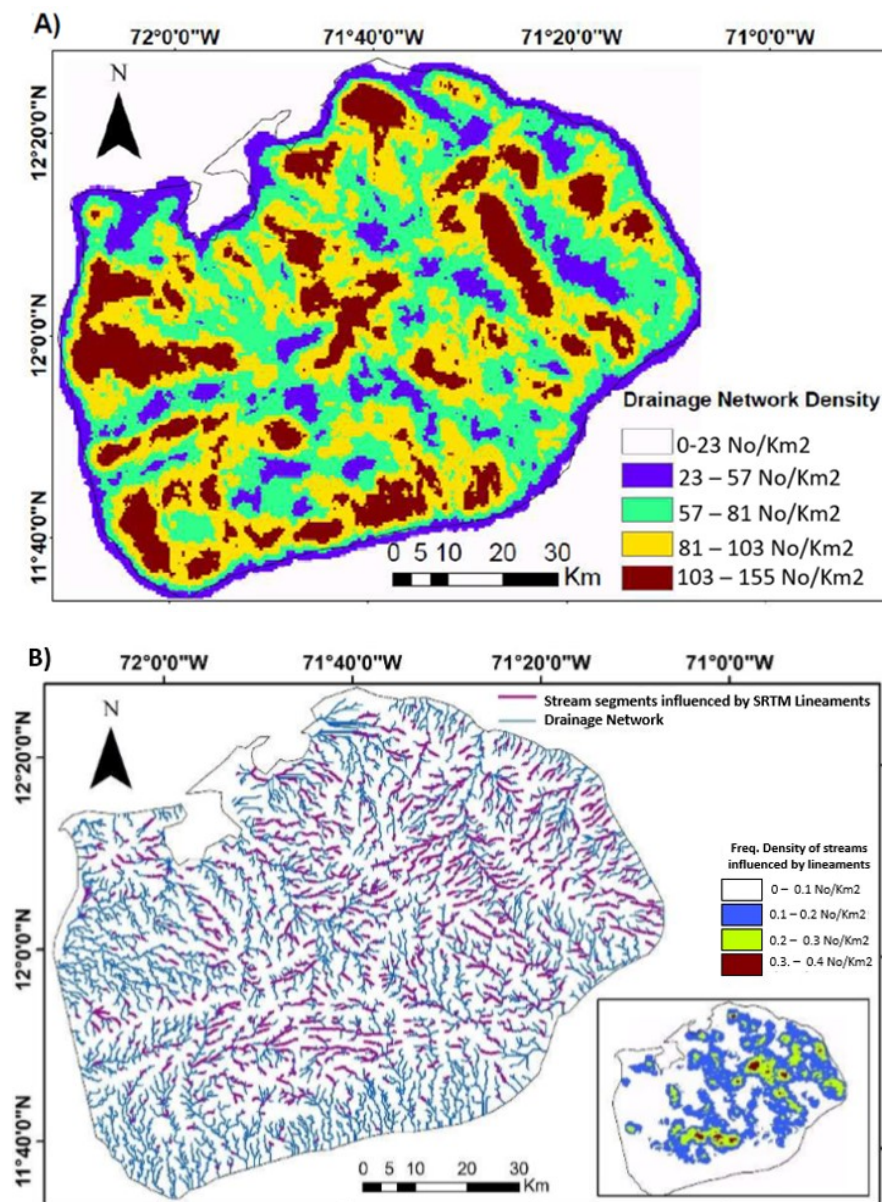 A)
72°0'0"W 71°40'0"W 71°20'0"W 71°0'0"W
N
12°20'0"N
12°0'0"N
11°40'0"N
Drainage Network Density
0-23 No/Km2
23 – 57 No/Km2
57 – 81 No/Km2
81 – 103 No/Km2
103 – 155 No/Km2
0 5 10 20 30
Km
B)
72°0'0"W 71°40'0"W 71°20'0"W 71°0'0"W
N
Stream segments influenced by SRTM Lineaments
Drainage Network
12°20'0"N
12°0'0"N
11°40'0"N
Freq. Density of streams
influenced by lineaments
0 – 0.1 No/Km2
0.1 – 0.2 No/Km2
0.2 – 0.3 No/Km2
0.3. – 0.4 No/Km2
0 5 10 20 30
Km